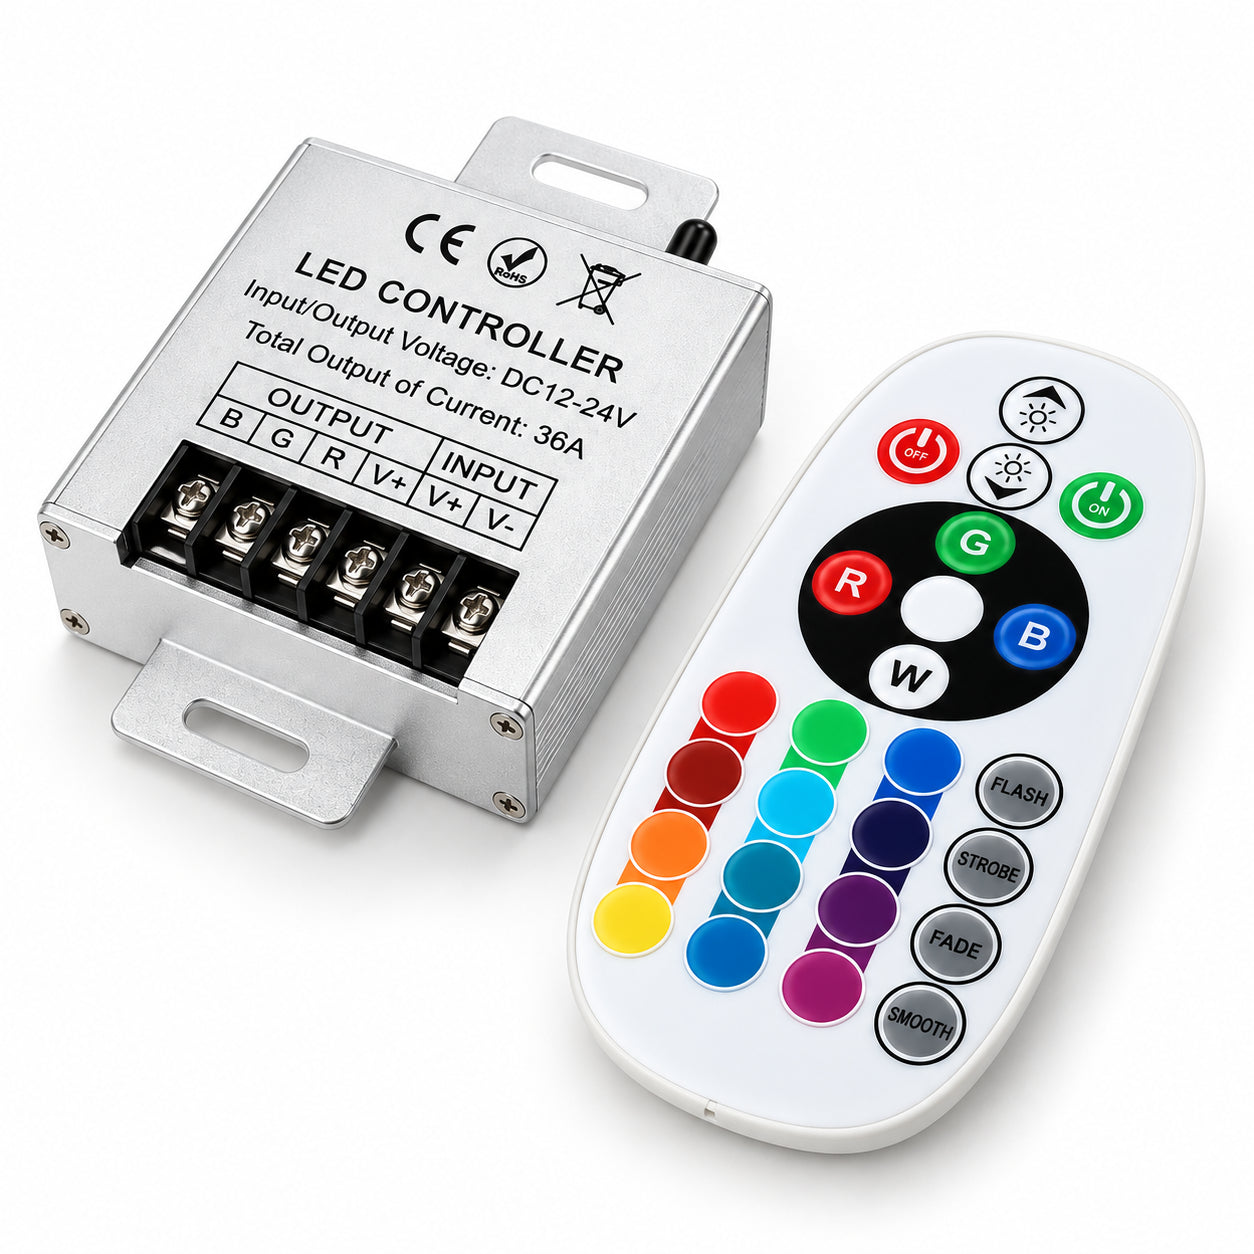 CE
RoHS
LED CONTROLLER
Input/Output Voltage: DC12-24V
Total Output of Current: 36A
OUTPUT INPUT
B G R V+ V+ V-
OFF
ON
G
R
B
W
FLASH
STROBE
FADE
SMOOTH